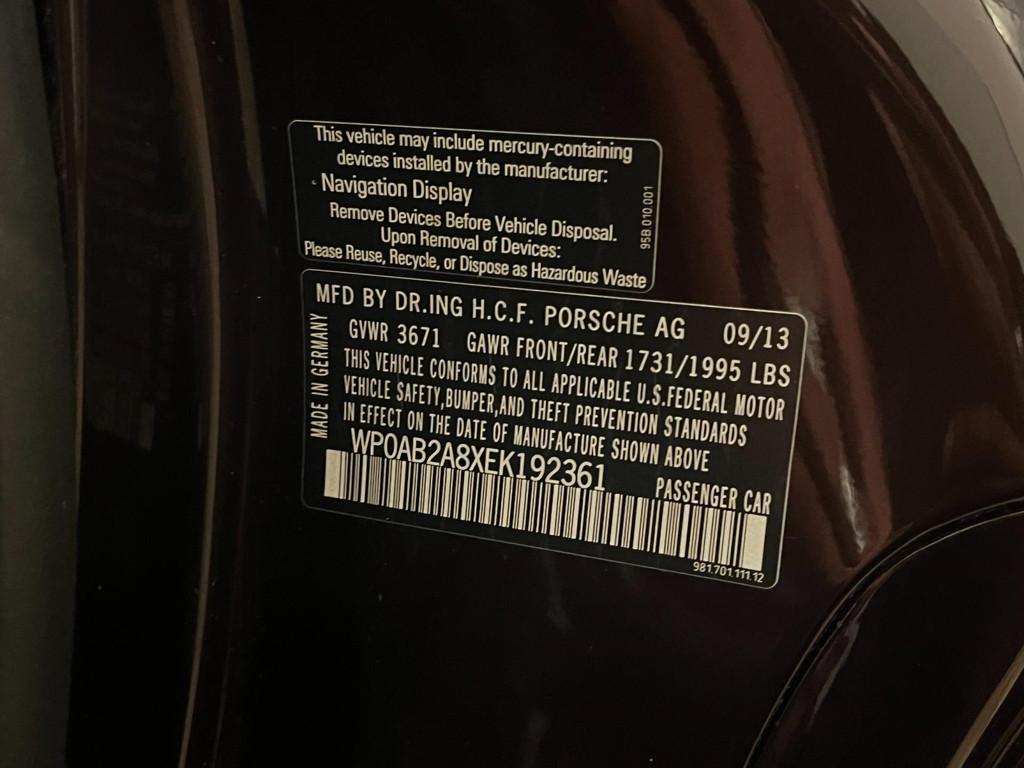 This vehicle may include mercury-containing
devices installed by the manufacturer:
· Navigation Display
Remove Devices Before Vehicle Disposal.
Upon Removal of Devices:
Please Reuse, Recycle, or Dispose as Hazardous Waste
95B.010.001
MFD BY DR.ING H.C.F. PORSCHE AG 09/13
GVWR 3671 GAWR FRONT/REAR 1731/1995 LBS
THIS VEHICLE CONFORMS TO ALL APPLICABLE U.S.FEDERAL MOTOR
VEHICLE SAFETY,BUMPER,AND THEFT PREVENTION STANDARDS
IN EFFECT ON THE DATE OF MANUFACTURE SHOWN ABOVE
MADE IN GERMANY
WP0AB2A8XEK192361
PASSENGER CAR
981.701.111.12